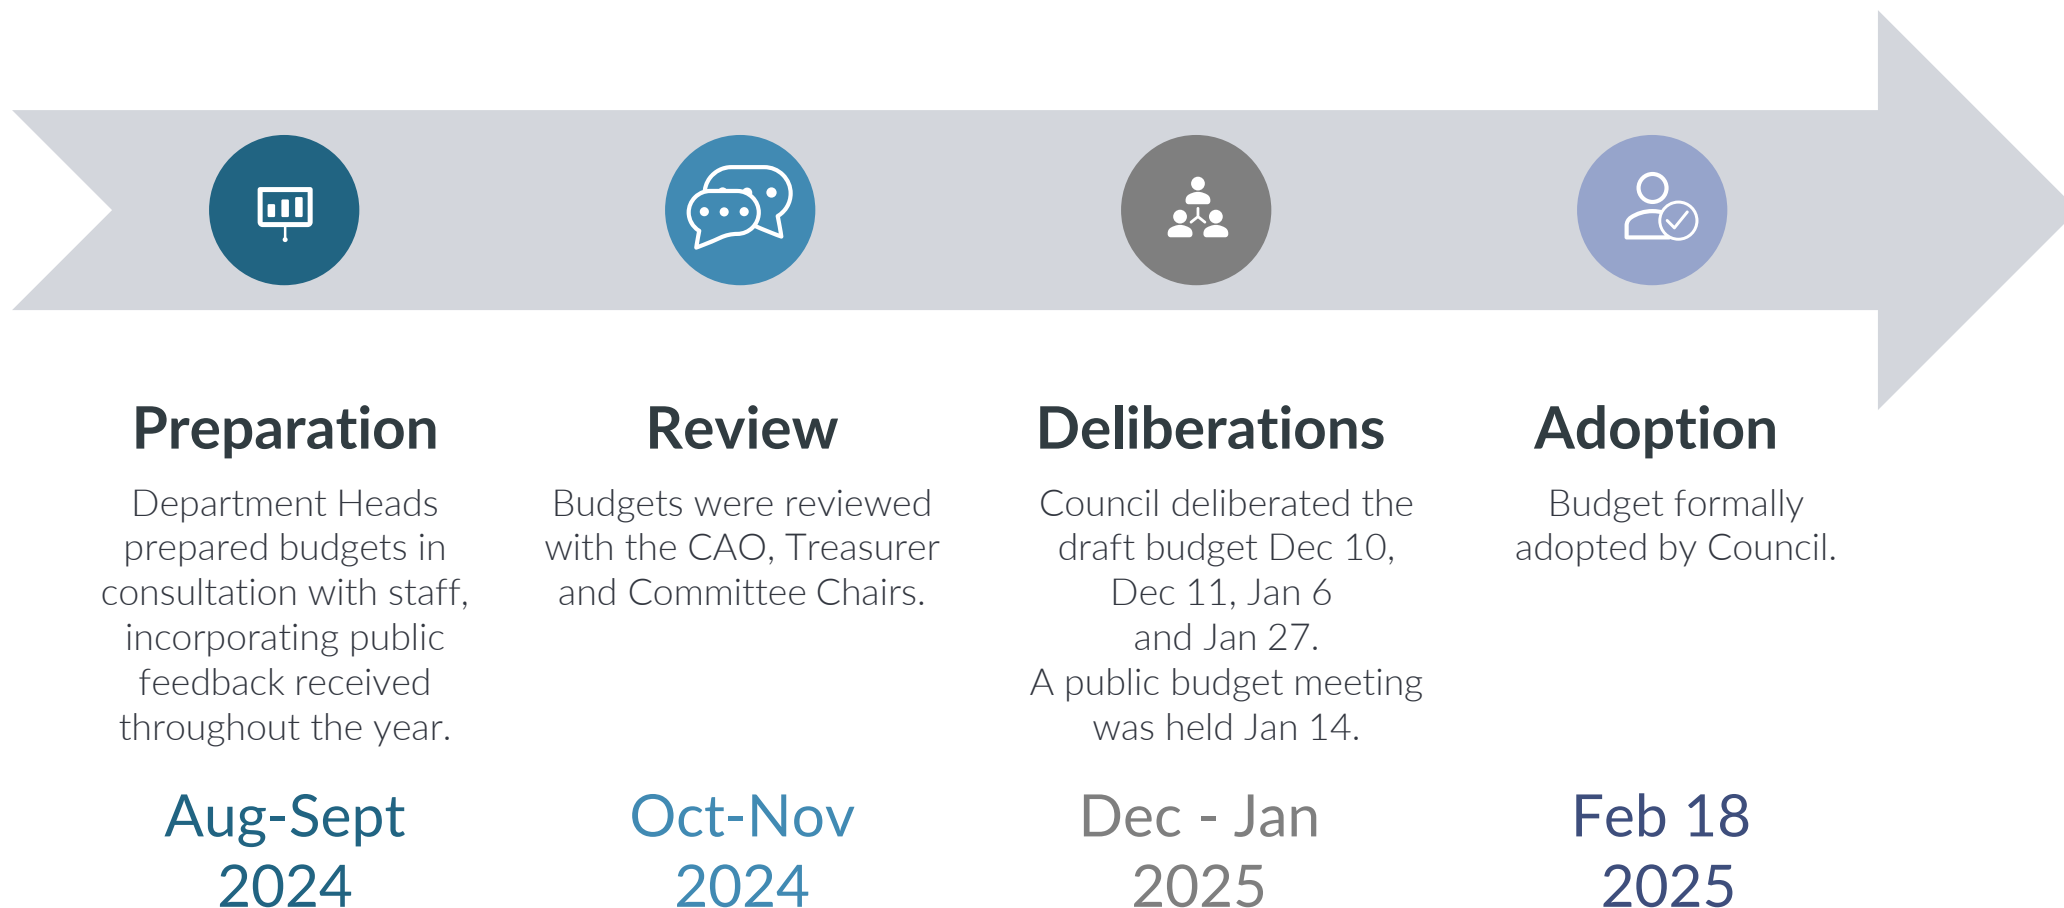 Preparation
Department Heads
prepared budgets in
consultation with staff,
incorporating public
feedback received
throughout the year.
Aug-Sept
2024
Review
Budgets were reviewed
with the CAO, Treasurer
and Committee Chairs.
Oct-Nov
2024
Deliberations
Council deliberated the
draft budget Dec 10,
Dec 11, Jan 6
and Jan 27.
A public budget meeting
was held Jan 14.
Dec - Jan
2025
Adoption
Budget formally
adopted by Council.
Feb 18
2025